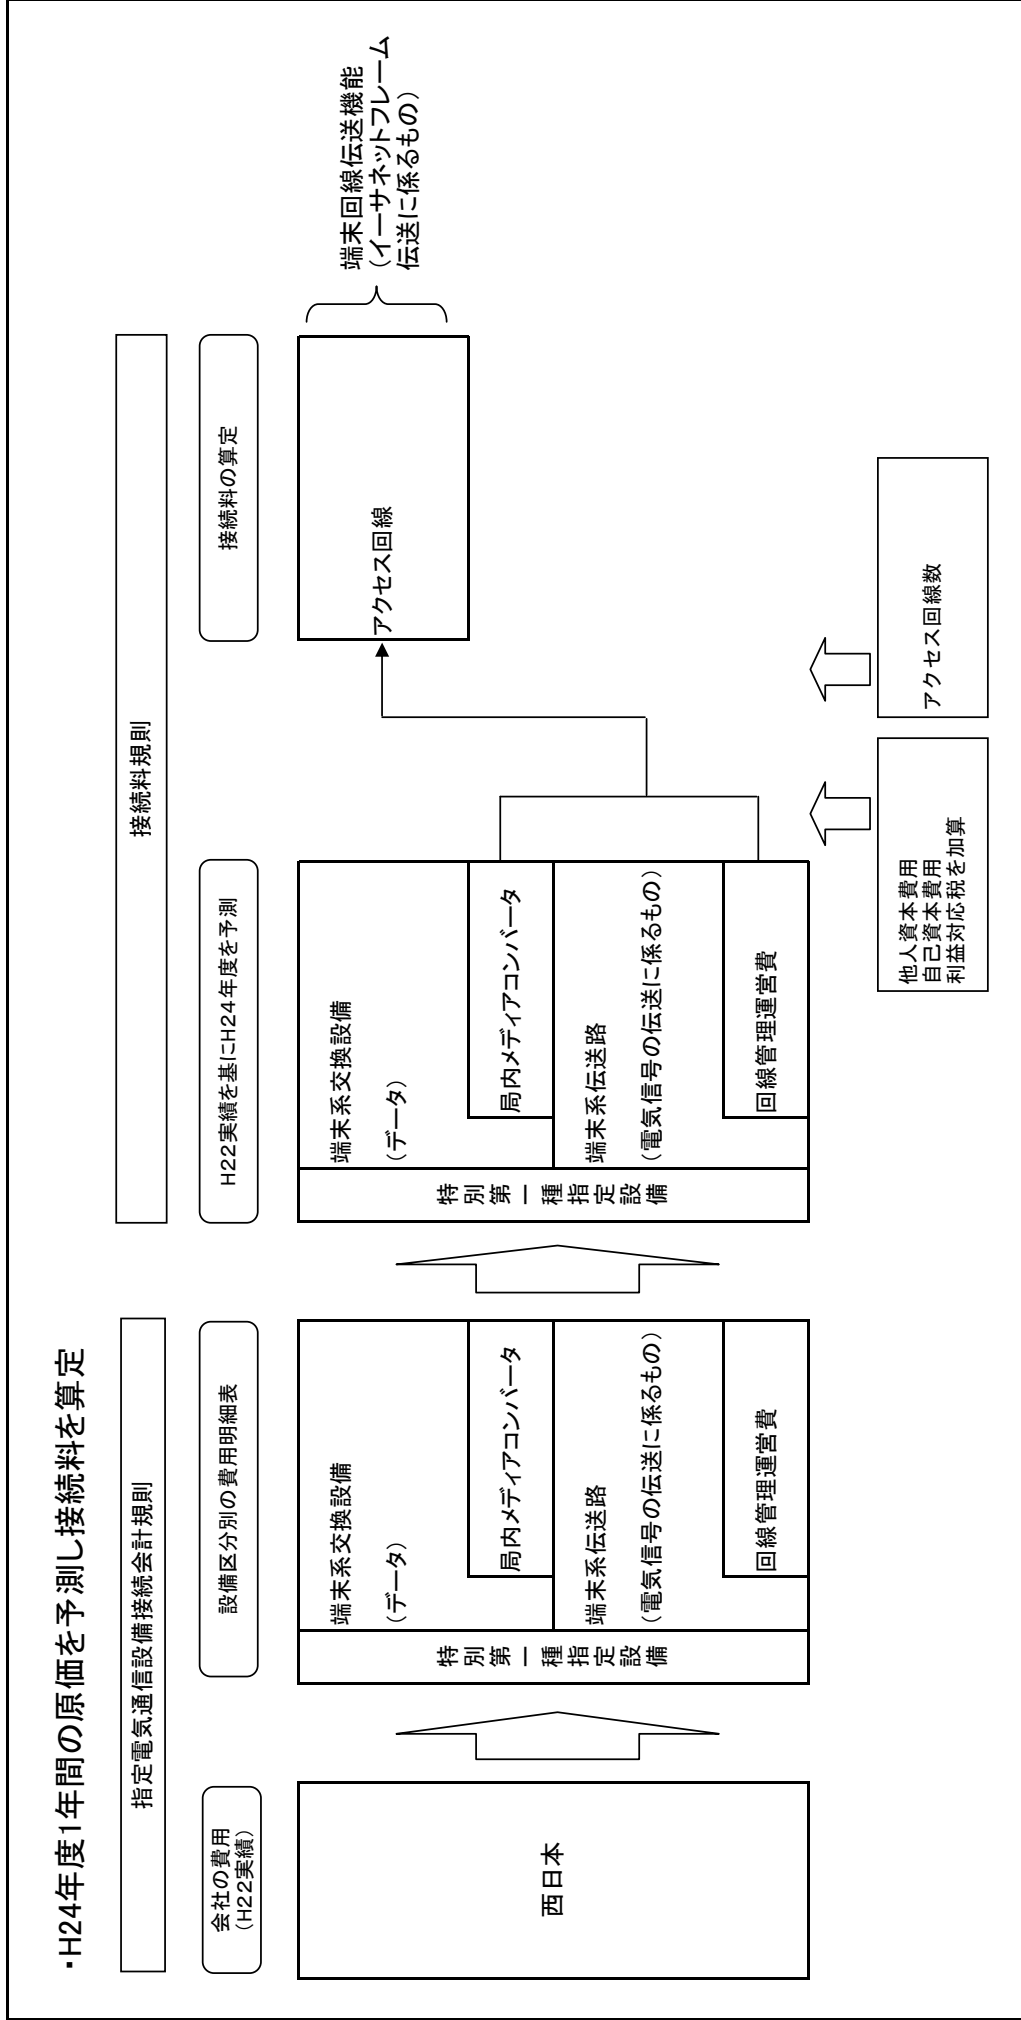 ・H24年度1年間の原価を予測し接続料を算定
指定電気通信設備接続会計規則
接続料規則
会社の費用
（H22実績）
設備区分別の費用明細表
H22実績を基にH24年度を予測
接続料の算定
西日本
特別第一種指定設備
端末系交換設備
（データ）
局内メディアコンバータ
端末系伝送路
（電気信号の伝送に係るもの）
回線管理運営費
特別第一種指定設備
端末系交換設備
（データ）
局内メディアコンバータ
端末系伝送路
（電気信号の伝送に係るもの）
回線管理運営費
アクセス回線
端末回線伝送機能
（イーサネットフレーム
伝送に係るもの）
他人資本費用
自己資本費用
利益対応税を加算
アクセス回線数